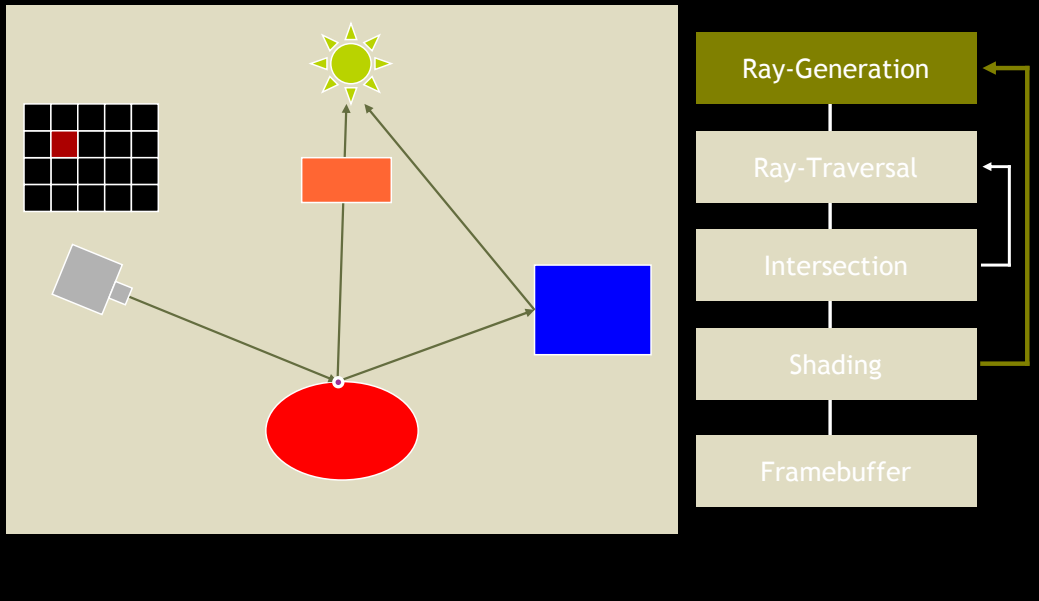 Ray-Generation
Ray-Traversal
Intersection
Shading
Framebuffer